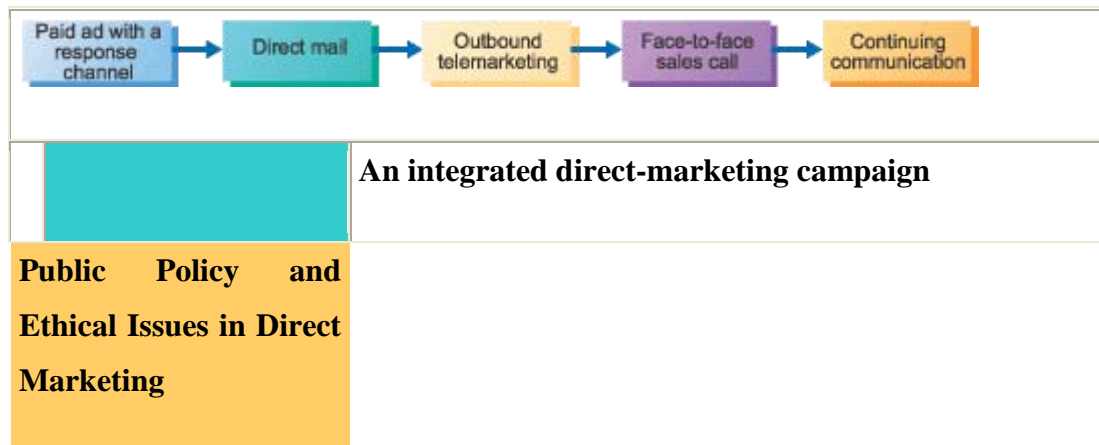 Paid ad with a
response
channel
Direct mail
Outbound
telemarketing
Face-to-face
sales call
Continuing
communication
An integrated direct-marketing campaign
Public Policy and
Ethical Issues in Direct
Marketing